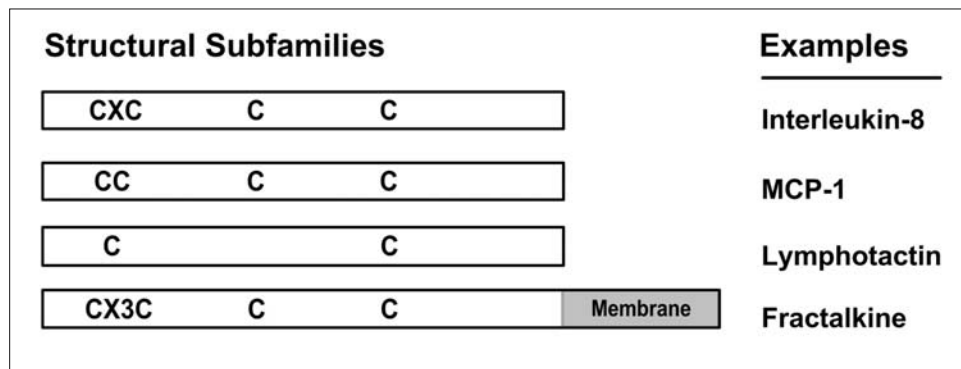 Structural Subfamilies Examples
CXC C C Interleukin-8
CC C C MCP-1
C C Lymphotactin
CX3C C C Membrane Fractalkine